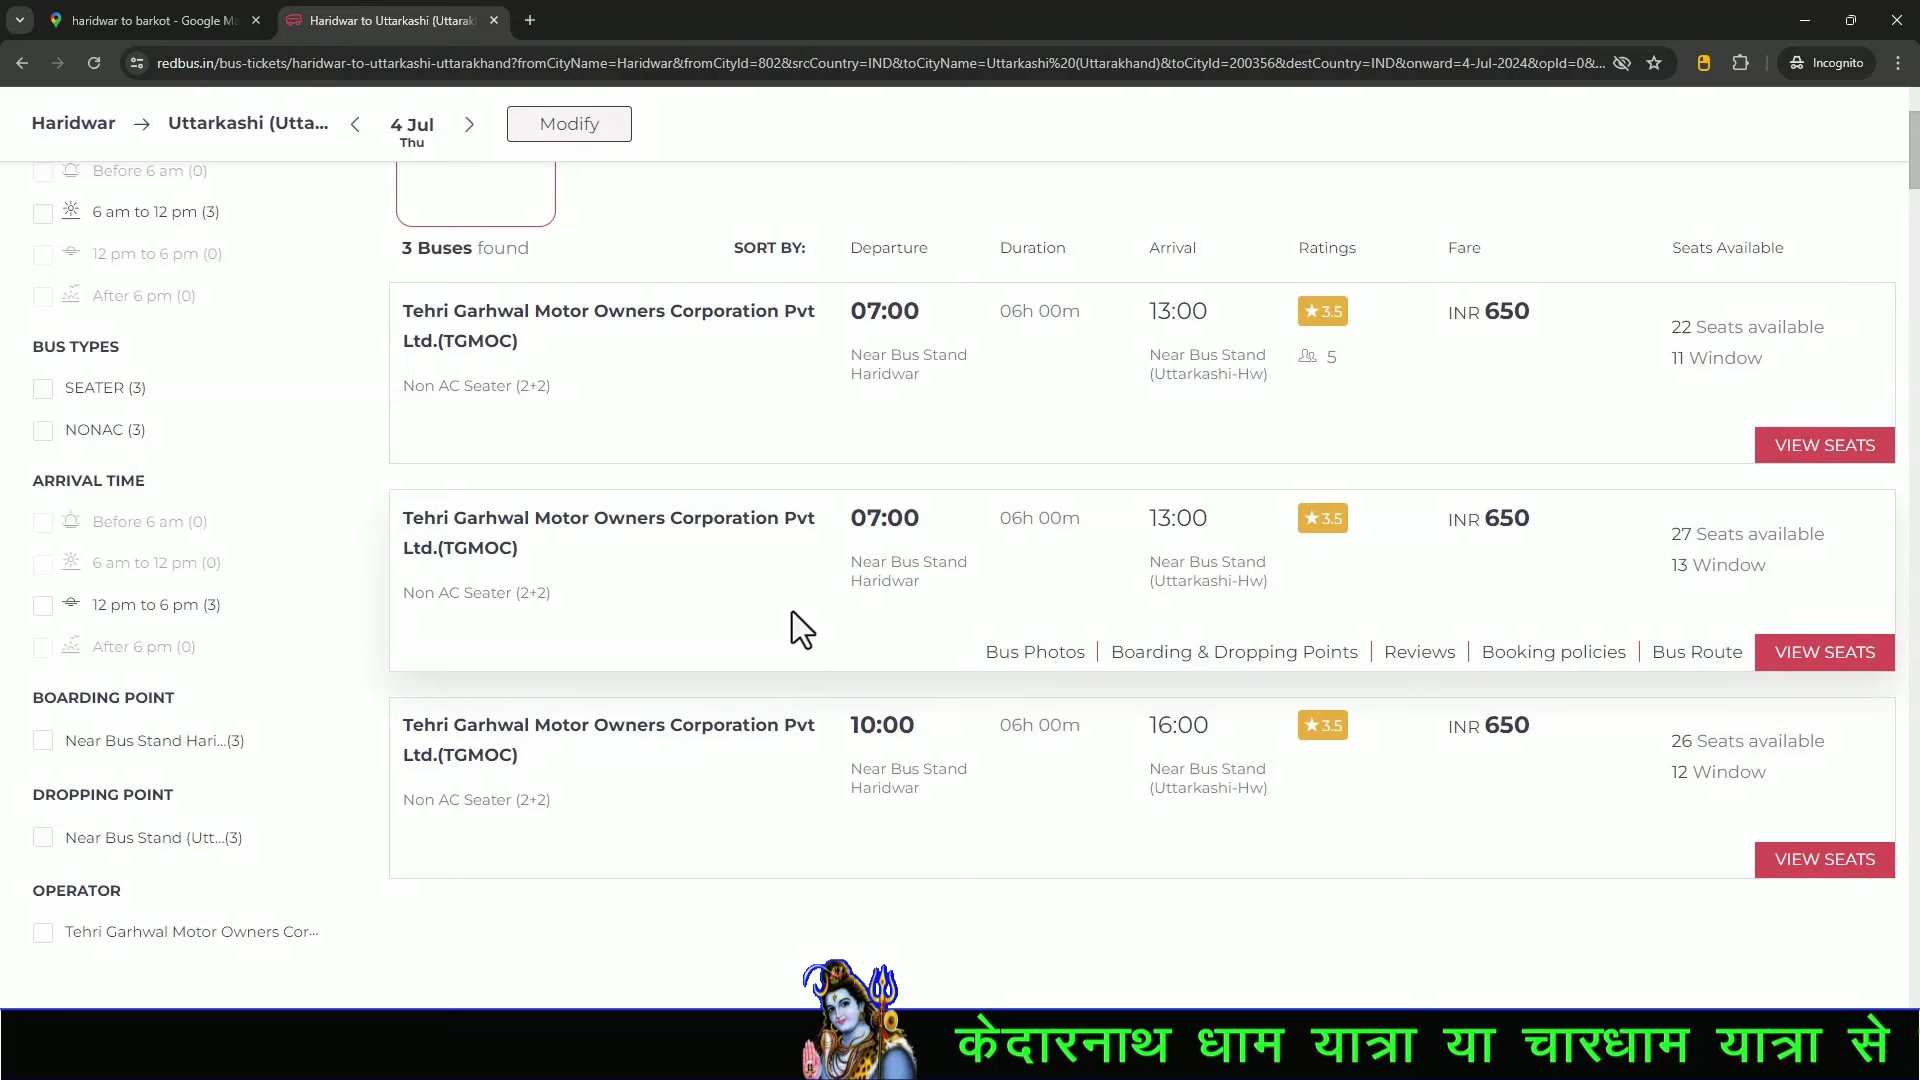 haridwar to barkot - Google Ma
Haridwar to Uttarkashi (Uttarak
redbus.in/bus-tickets/haridwar-to-uttarkashi-uttarakhand?fromCityName=Haridwar&fromCityId=802&srcCountry=IND&toCityName=Uttarkashi%20(Uttarakhand)&toCityId=200356&destCountry=IND&onward=4-Jul-2024&opId=0&...
Incognito
Haridwar → Uttarkashi (Utta... < 4 Jul > Modify
Thu
Before 6 am (0)
6 am to 12 pm (3)
12 pm to 6 pm (0)
After 6 pm (0)
BUS TYPES
SEATER (3)
NONAC (3)
ARRIVAL TIME
Before 6 am (0)
6 am to 12 pm (0)
12 pm to 6 pm (3)
After 6 pm (0)
BOARDING POINT
Near Bus Stand Hari...(3)
DROPPING POINT
Near Bus Stand (Utt...(3)
OPERATOR
Tehri Garhwal Motor Owners Cor...
3 Buses found SORT BY: Departure Duration Arrival Ratings Fare Seats Available
Tehri Garhwal Motor Owners Corporation Pvt 07:00 06h 00m 13:00 ★3.5 INR 650
Ltd.(TGMOC)
22 Seats available
Near Bus Stand Near Bus Stand 5 11 Window
Haridwar (Uttarkashi-Hw)
Non AC Seater (2+2)
VIEW SEATS
Tehri Garhwal Motor Owners Corporation Pvt 07:00 06h 00m 13:00 ★3.5 INR 650
Ltd.(TGMOC)
27 Seats available
Near Bus Stand Near Bus Stand 13 Window
Haridwar (Uttarkashi-Hw)
Non AC Seater (2+2)
Bus Photos | Boarding & Dropping Points | Reviews | Booking policies | Bus Route VIEW SEATS
Tehri Garhwal Motor Owners Corporation Pvt 10:00 06h 00m 16:00 ★3.5 INR 650
Ltd.(TGMOC)
26 Seats available
Near Bus Stand Near Bus Stand 12 Window
Haridwar (Uttarkashi-Hw)
Non AC Seater (2+2)
VIEW SEATS
केदारनाथ धाम यात्रा या चारधाम यात्रा से